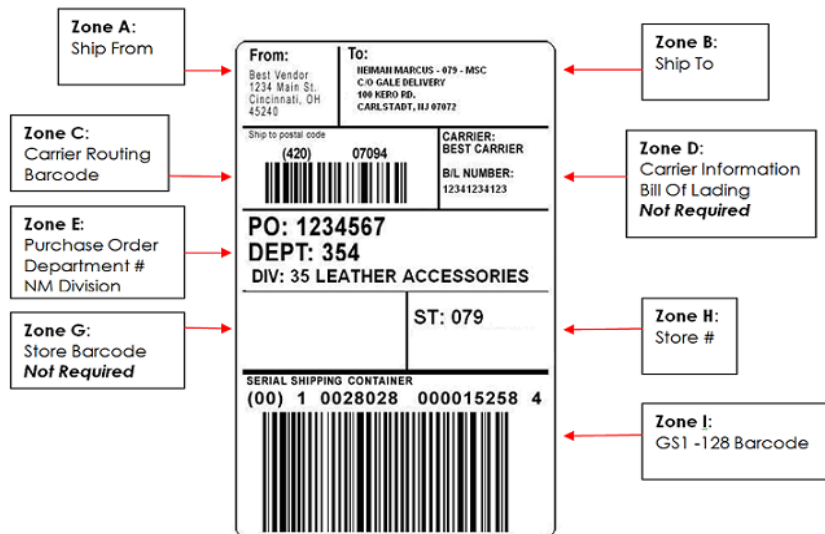 Zone A:
Ship From
Zone B:
Ship To
From:
Best Vendor
1234 Main St.
Cincinnati, OH
45240
To:
NEIMAN MARCUS - 079 - MSC
C/O GALE DELIVERY
100 KERO RD.
CARLSTADT, NJ 07072
Zone C:
Carrier Routing
Barcode
Ship to postal code
(420) 07094
CARRIER:
BEST CARRIER
B/L NUMBER:
12341234123
Zone D:
Carrier Information
Bill Of Lading
Not Required
Zone E:
Purchase Order
Department #
NM Division
PO: 1234567
DEPT: 354
DIV: 35 LEATHER ACCESSORIES
Zone G:
Store Barcode
Not Required
ST: 079
Zone H:
Store #
SERIAL SHIPPING CONTAINER
(00) 1 0028028 000015258 4
Zone I:
GS1 -128 Barcode